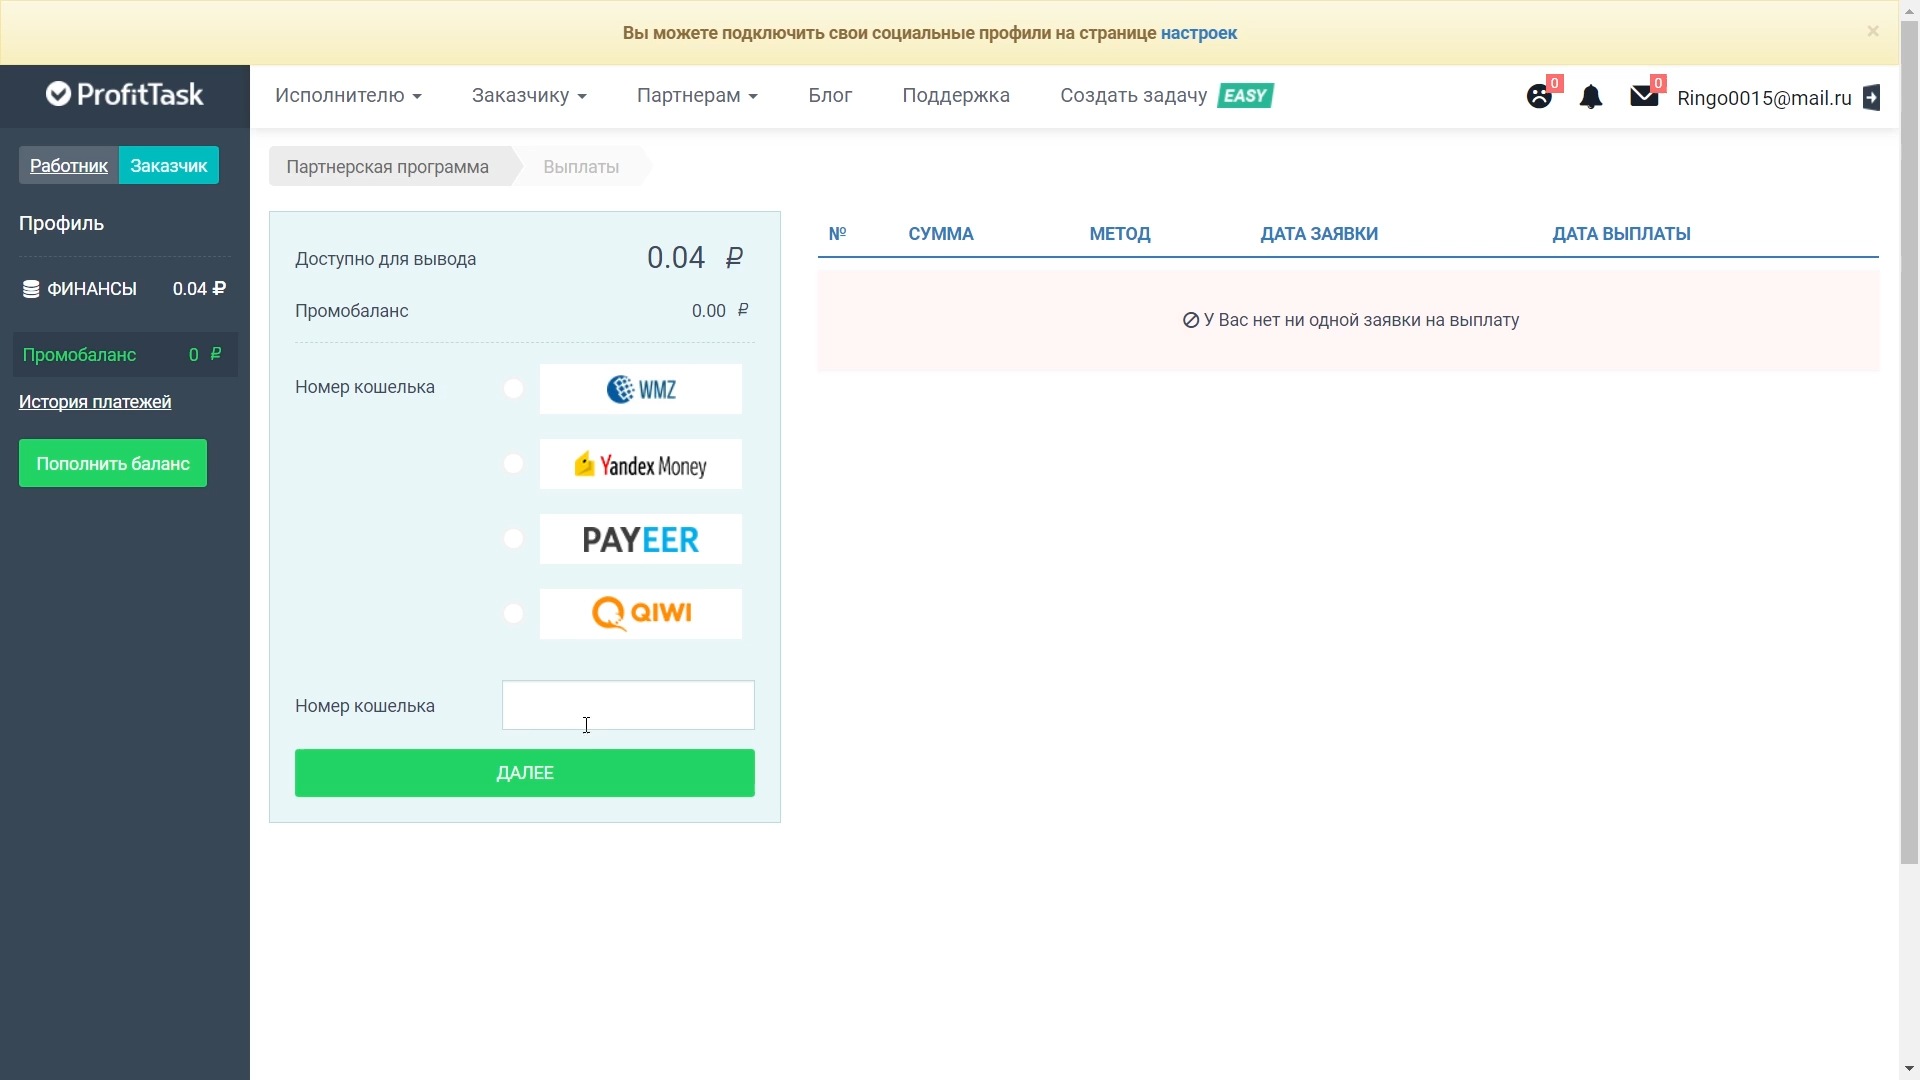 Вы можете подключить свои социальные профили на странице настроек
×
ProfitTask
Исполнителю
Заказчику
Партнерам
Блог
Поддержка
Создать задачу EASY
0
0
Ringo0015@mail.ru
Работник
Заказчик
Профиль
ФИНАНСЫ 0.04 ₽
Промобаланс 0 ₽
История платежей
Пополнить баланс
Партнерская программа
Выплаты
Доступно для вывода 0.04 ₽
Промобаланс 0.00 ₽
Номер кошелька
WMZ
Yandex Money
PAYEER
QIWI
Номер кошелька
ДАЛЕЕ
№ СУММА МЕТОД ДАТА ЗАЯВКИ ДАТА ВЫПЛАТЫ
У Вас нет ни одной заявки на выплату